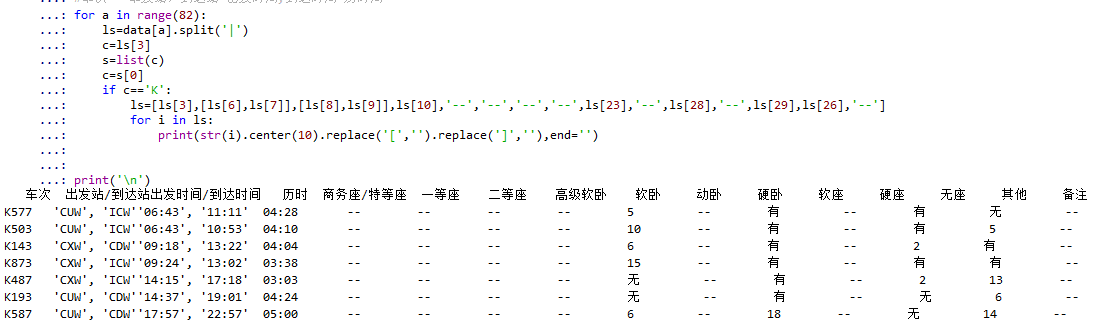 ...: for a in range(82):
...:     ls=data[a].split('|')
...:     c=ls[3]
...:     s=list(c)
...:     c=s[0]
...:     if c=='K':
...:         ls=[ls[3],[ls[6],ls[7]],[ls[8],ls[9]],ls[10],'--','--','--','--',ls[23],'--',ls[28],'--',ls[29],ls[26],'--']
...:         for i in ls:
...:             print(str(i).center(10).replace('[','').replace(']',''),end='')
...:
...:
...: print('\n')
车次 出发站/到达站出发时间/到达时间 历时 商务座/特等座 一等座 二等座 高级软卧 软卧 动卧 硬卧 软座 硬座 无座 其他 备注
K577 'CUW', 'ICW''06:43', '11:11' 04:28 -- -- -- -- 5 -- 有 -- 有 无 --
K503 'CUW', 'ICW''06:43', '10:53' 04:10 -- -- -- -- 10 -- 有 -- 有 5 --
K143 'CXW', 'CDW''09:18', '13:22' 04:04 -- -- -- -- 6 -- 有 -- 2 有 --
K873 'CXW', 'ICW''09:24', '13:02' 03:38 -- -- -- -- 15 -- 有 -- 有 有 --
K487 'CUW', 'ICW''14:15', '17:18' 03:03 -- -- -- -- 无 -- 有 -- 2 13 --
K193 'CUW', 'CDW''14:37', '19:01' 04:24 -- -- -- -- 无 -- 有 -- 无 6 --
K587 'CUW', 'CDW''17:57', '22:57' 05:00 -- -- -- -- 6 -- 18 -- 无 14 --